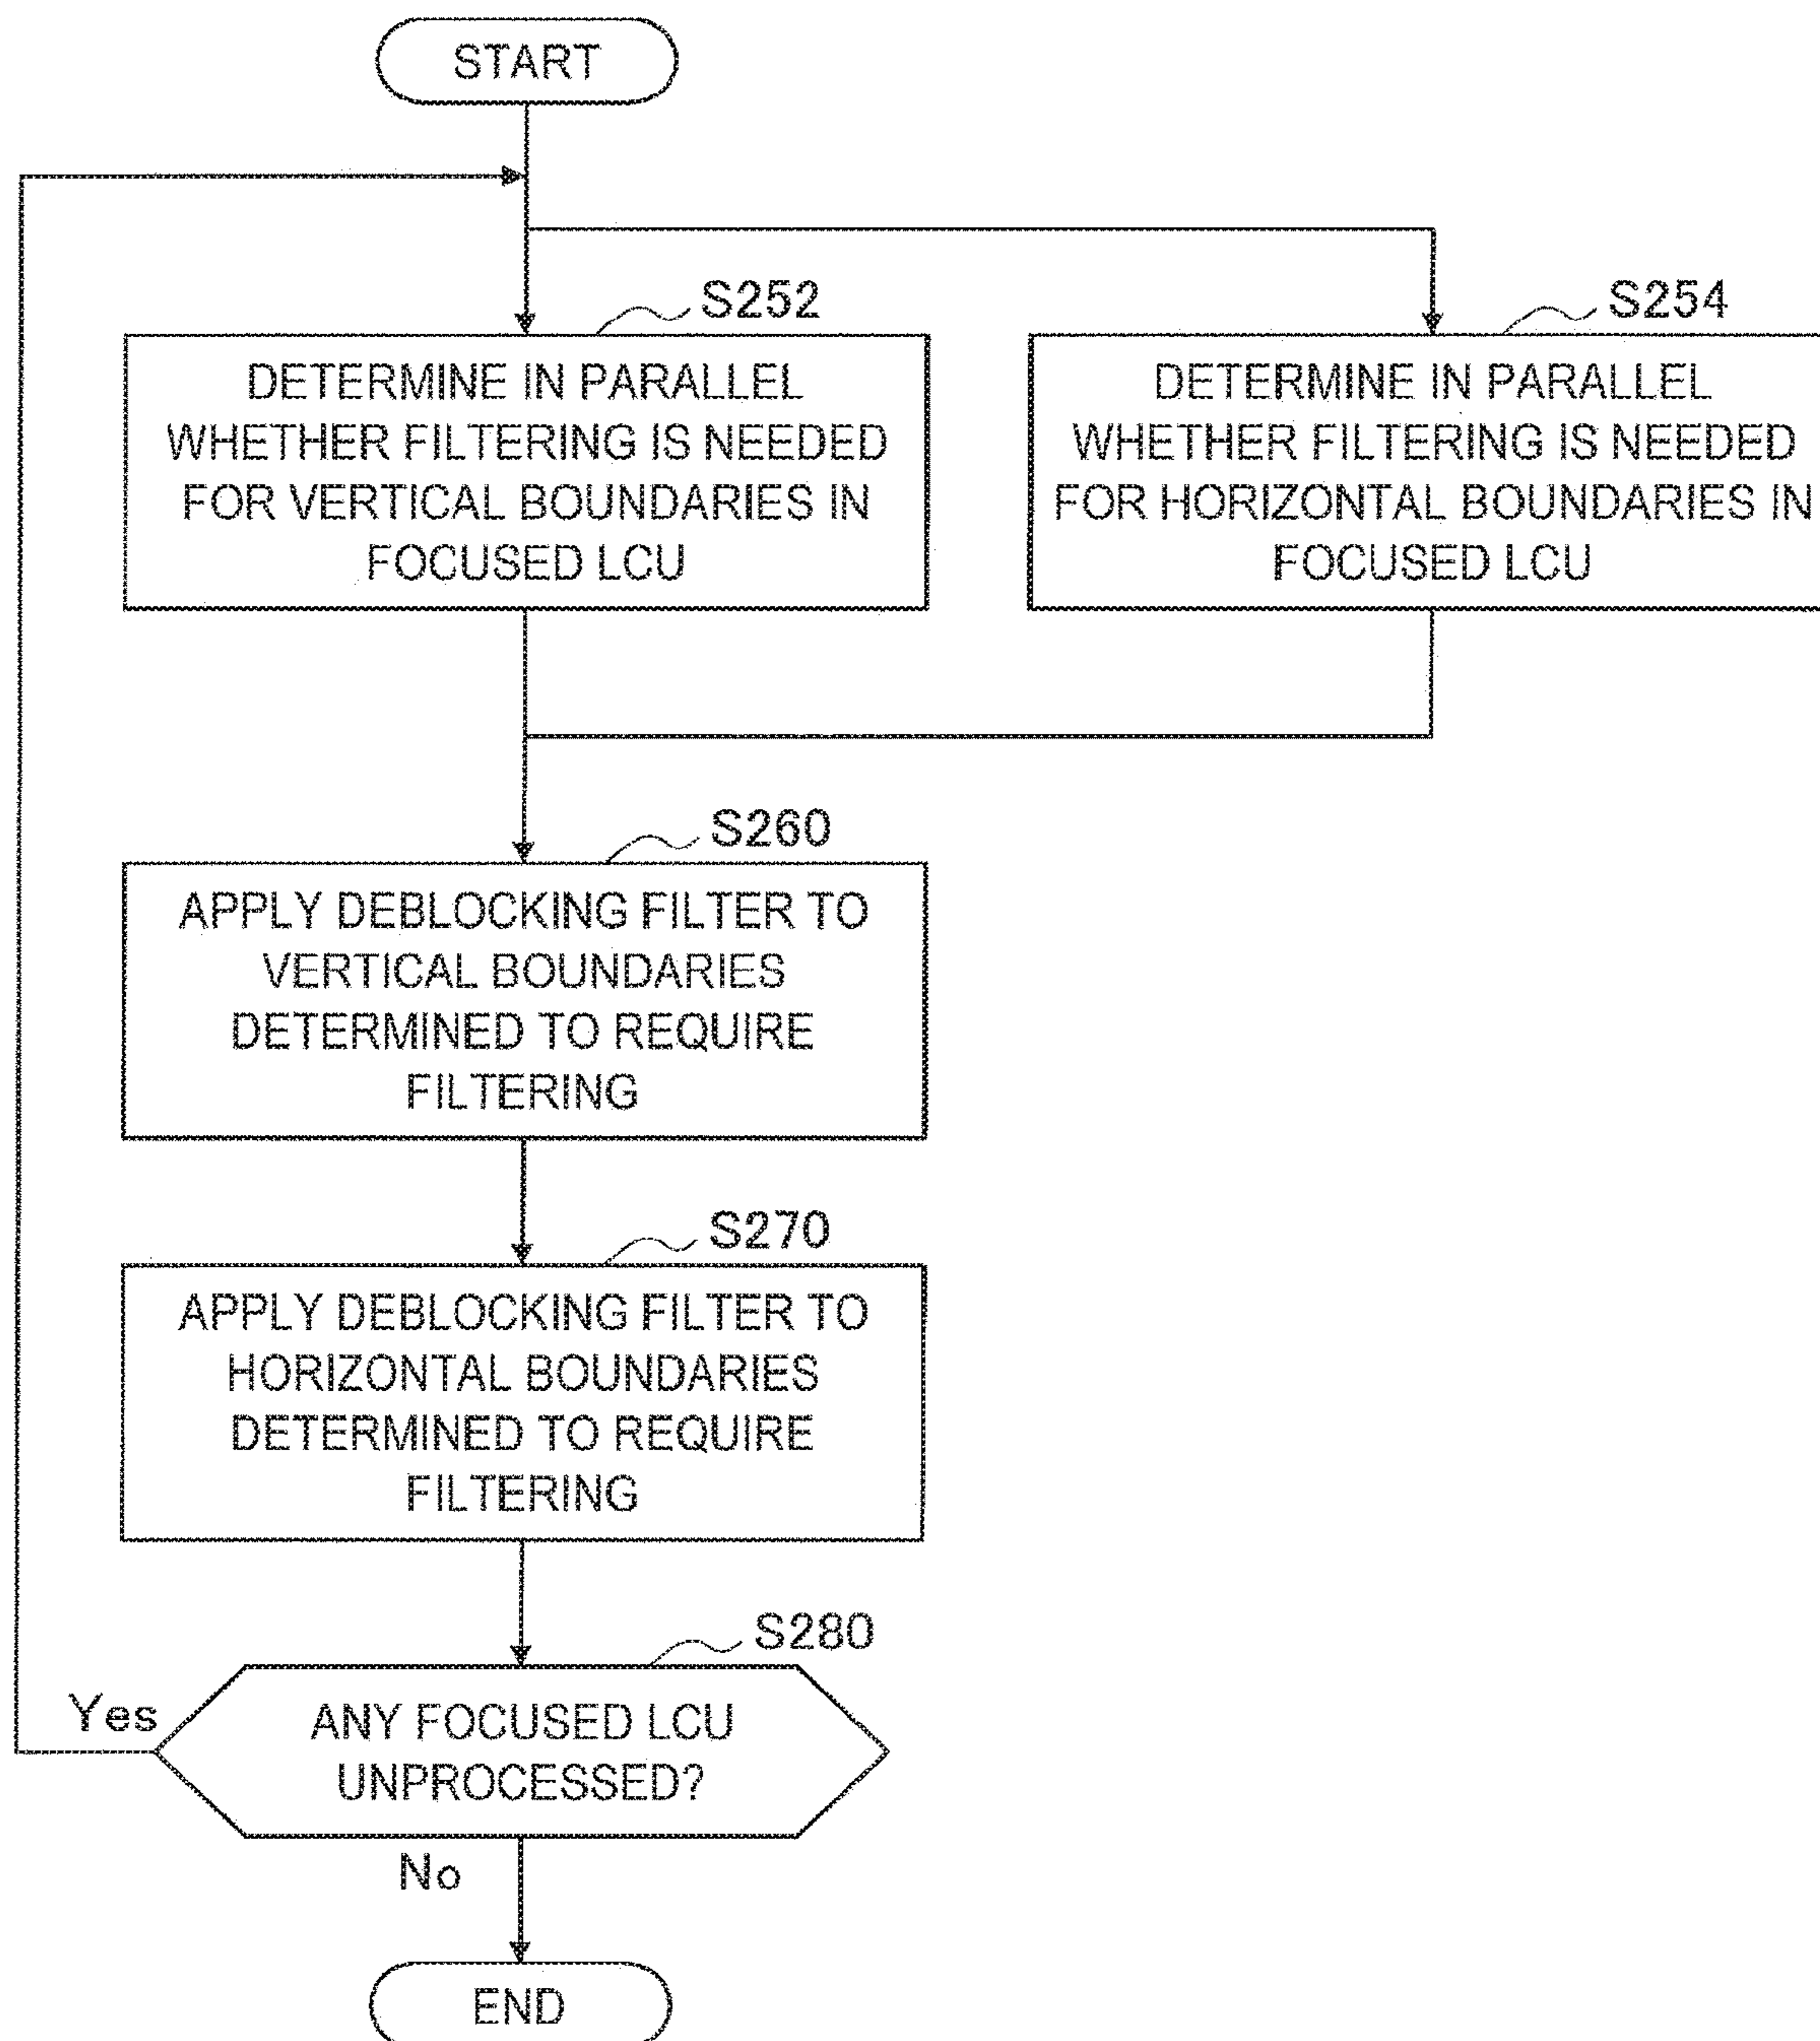 START
S252
DETERMINE IN PARALLEL
WHETHER FILTERING IS NEEDED
FOR VERTICAL BOUNDARIES IN
FOCUSED LCU
S254
DETERMINE IN PARALLEL
WHETHER FILTERING IS NEEDED
FOR HORIZONTAL BOUNDARIES IN
FOCUSED LCU
S260
APPLY DEBLOCKING FILTER TO
VERTICAL BOUNDARIES
DETERMINED TO REQUIRE
FILTERING
S270
APPLY DEBLOCKING FILTER TO
HORIZONTAL BOUNDARIES
DETERMINED TO REQUIRE
FILTERING
S280
Yes
ANY FOCUSED LCU
UNPROCESSED?
No
END